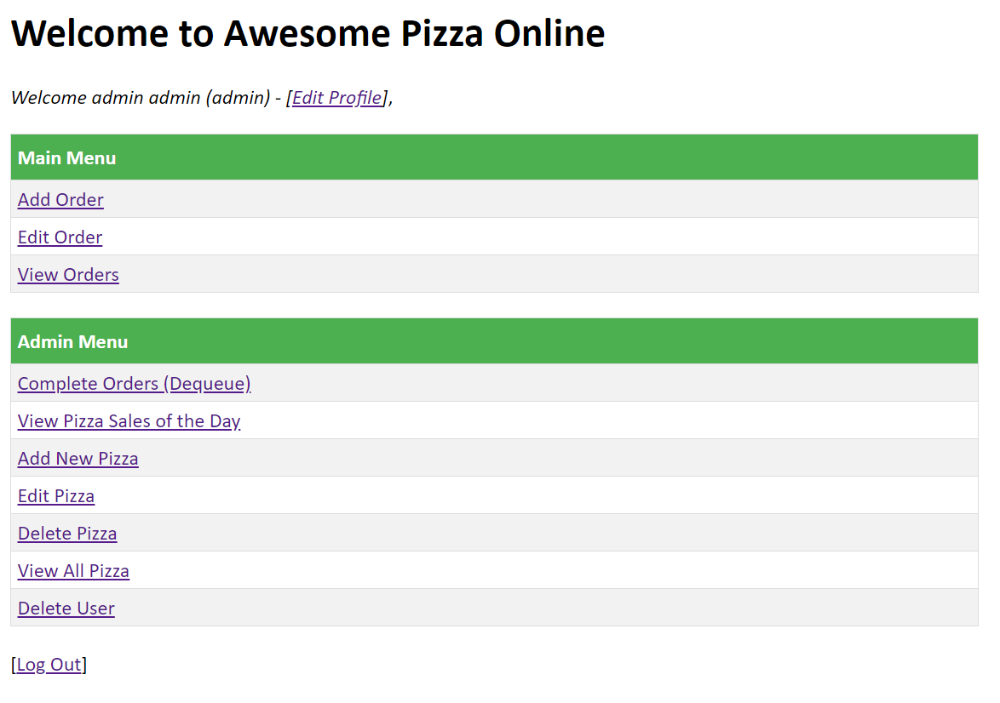 Welcome to Awesome Pizza Online
Welcome admin admin (admin) - [Edit Profile],
Main Menu
Add Order
Edit Order
View Orders
Admin Menu
Complete Orders (Dequeue)
View Pizza Sales of the Day
Add New Pizza
Edit Pizza
Delete Pizza
View All Pizza
Delete User
[Log Out]